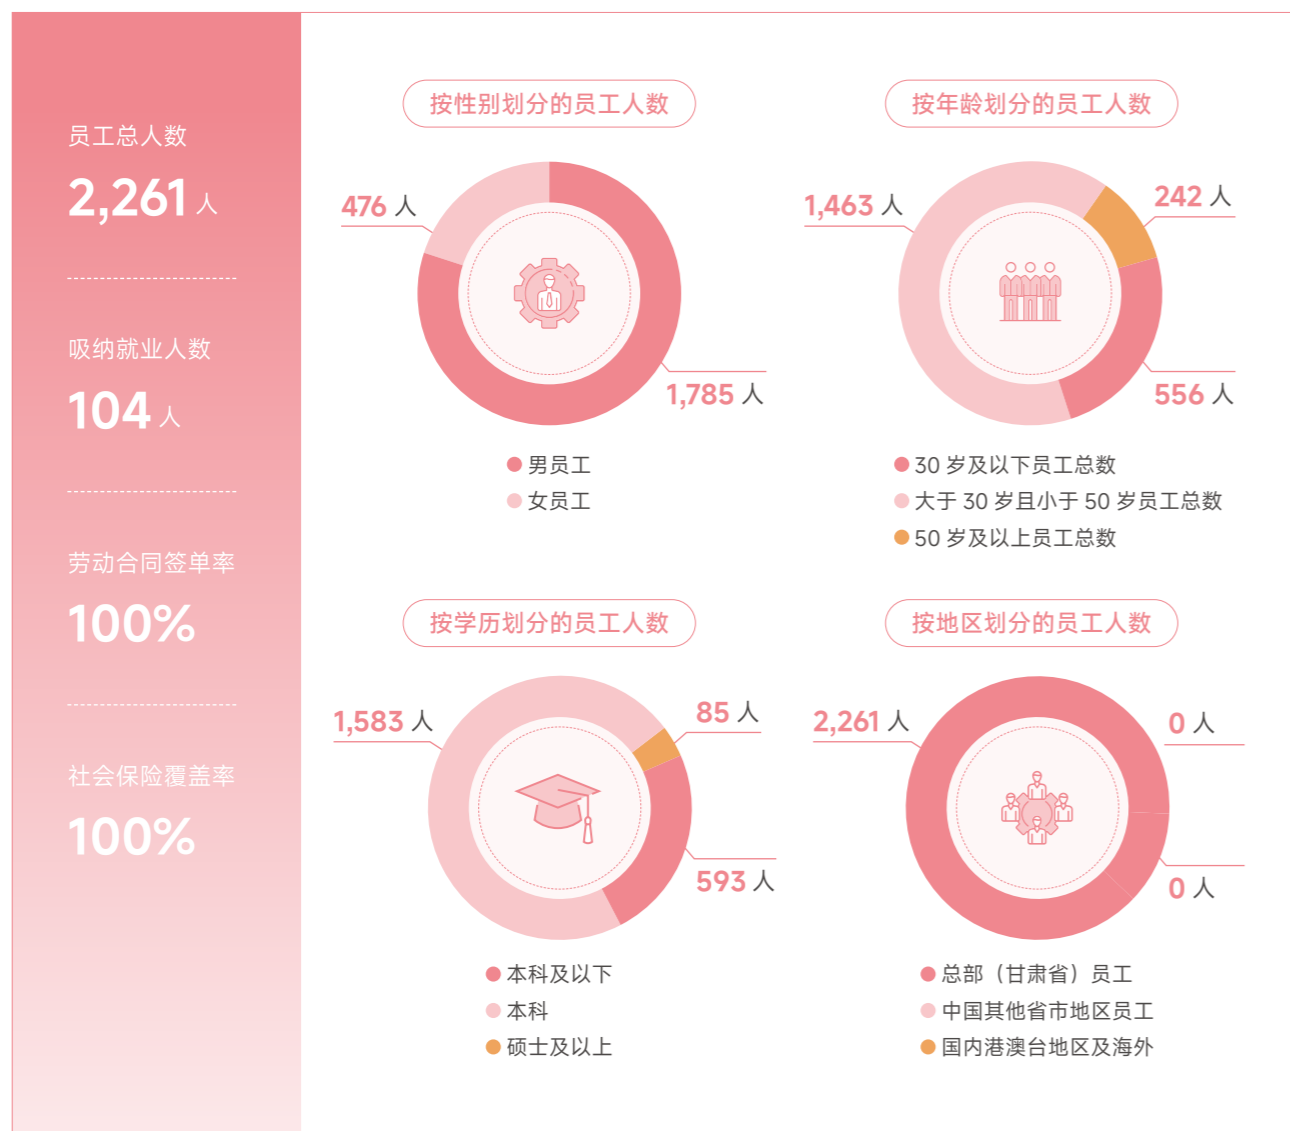 员工总人数
2,261 人
吸纳就业人数
104 人
劳动合同签单率
100%
社会保险覆盖率
100%
按性别划分的员工人数
476 人
1,785 人
男员工
女员工
按年龄划分的员工人数
1,463 人
242 人
556 人
30 岁及以下员工总数
大于 30 岁且小于 50 岁员工总数
50 岁及以上员工总数
按学历划分的员工人数
1,583 人
85 人
593 人
本科及以下
本科
硕士及以上
按地区划分的员工人数
2,261 人
0 人
0 人
总部（甘肃省）员工
中国其他省市地区员工
国内港澳台地区及海外